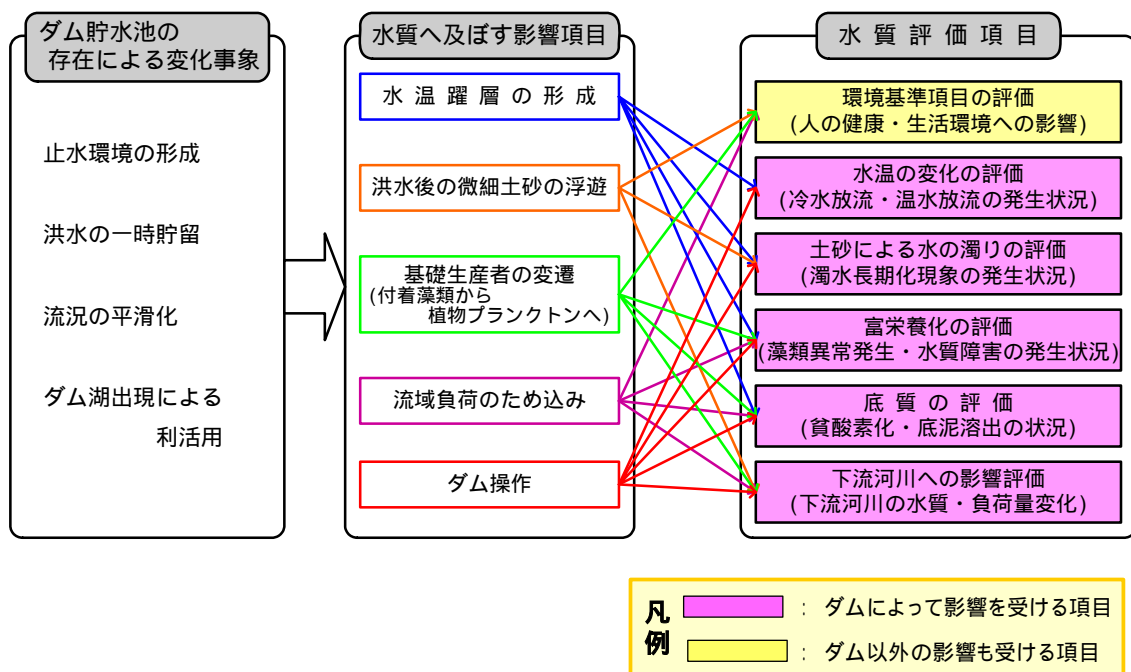 ダム貯水池の
存在による変化事象
止水環境の形成
洪水の一時貯留
流況の平滑化
ダム湖出現による
利活用
水質へ及ぼす影響項目
水温躍層の形成
洪水後の微細土砂の浮遊
基礎生産者の変遷
(付着藻類から
植物プランクトンへ)
流域負荷のため込み
ダム操作
水質評価項目
環境基準項目の評価
(人の健康・生活環境への影響)
水温の変化の評価
(冷水放流・温水放流の発生状況)
土砂による水の濁りの評価
(濁水長期化現象の発生状況)
富栄養化の評価
(藻類異常発生・水質障害の発生状況)
底質の評価
(貧酸素化・底泥溶出の状況)
下流河川への影響評価
(下流河川の水質・負荷量変化)
凡例
: ダムによって影響を受ける項目
: ダム以外の影響も受ける項目